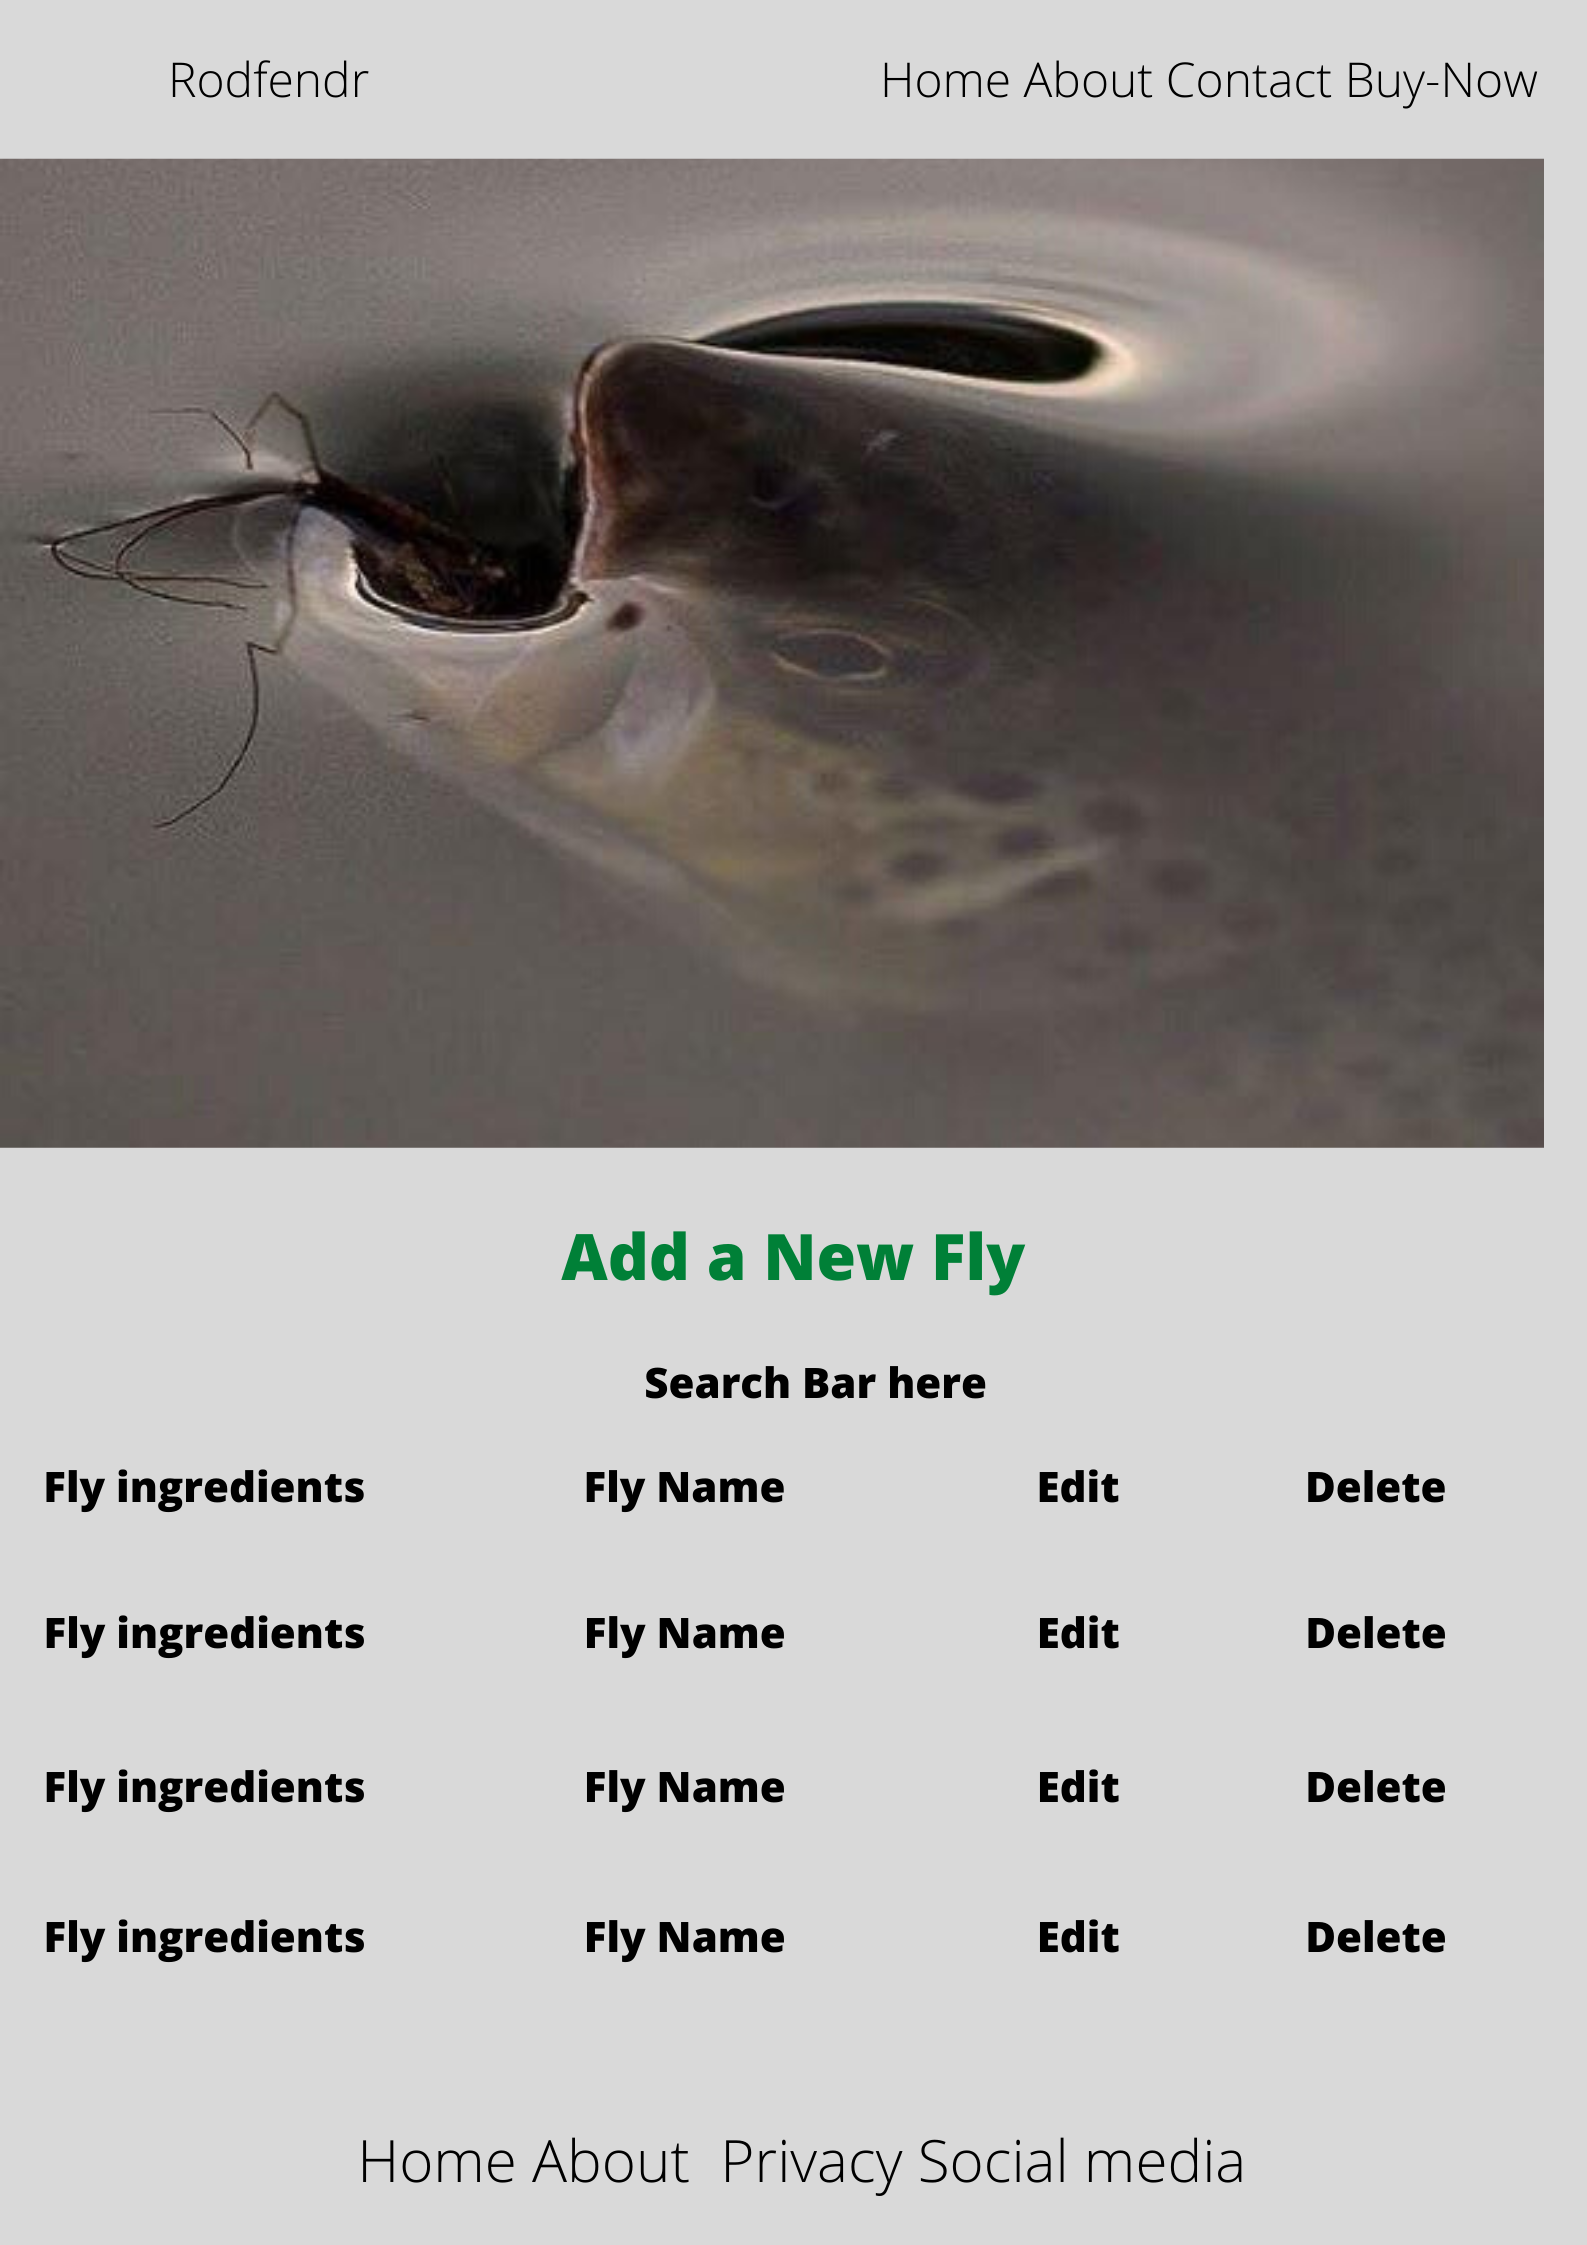 Rodfendr
Home About Contact Buy-Now
Add a New Fly
Search Bar here
Fly ingredients Fly Name Edit Delete
Fly ingredients Fly Name Edit Delete
Fly ingredients Fly Name Edit Delete
Fly ingredients Fly Name Edit Delete
Home About Privacy Social media